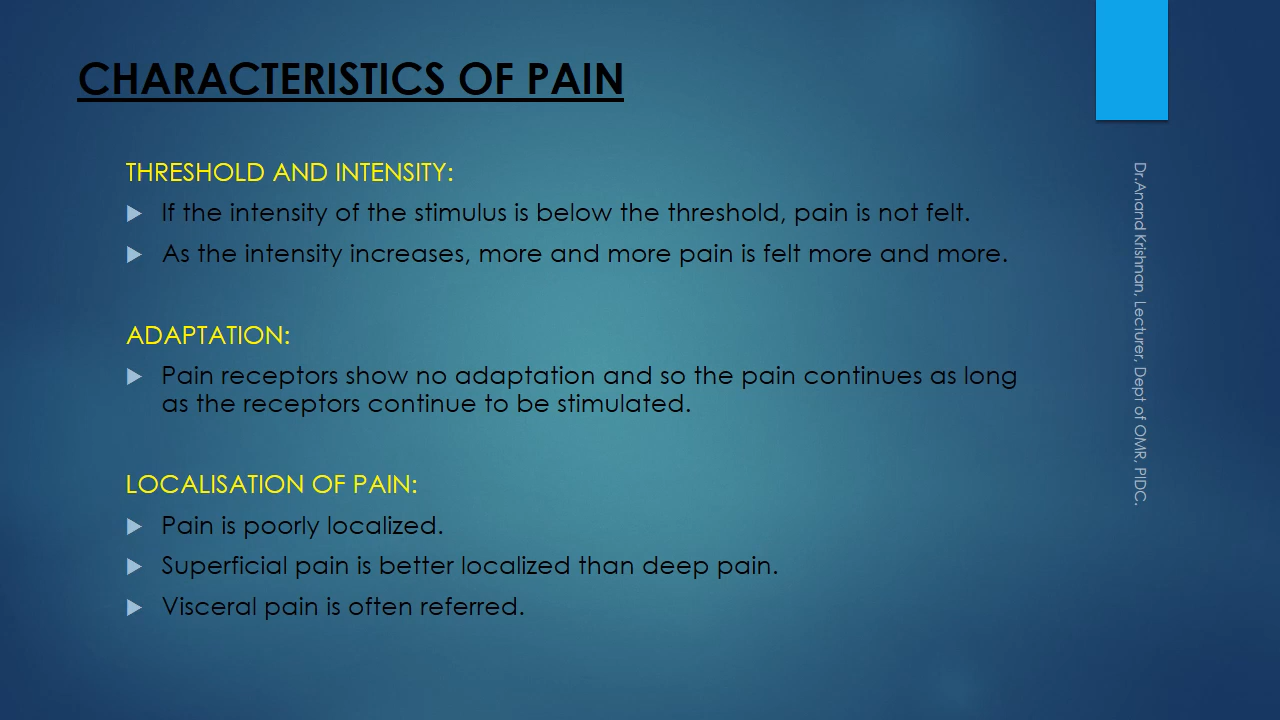 CHARACTERISTICS OF PAIN
THRESHOLD AND INTENSITY:
If the intensity of the stimulus is below the threshold, pain is not felt.
As the intensity increases, more and more pain is felt more and more.
ADAPTATION:
Pain receptors show no adaptation and so the pain continues as long
as the receptors continue to be stimulated.
LOCALISATION OF PAIN:
Pain is poorly localized.
Superficial pain is better localized than deep pain.
Visceral pain is often referred.
Dr.Anand Krishnan, Lecturer, Dept of OMR, PIDC.